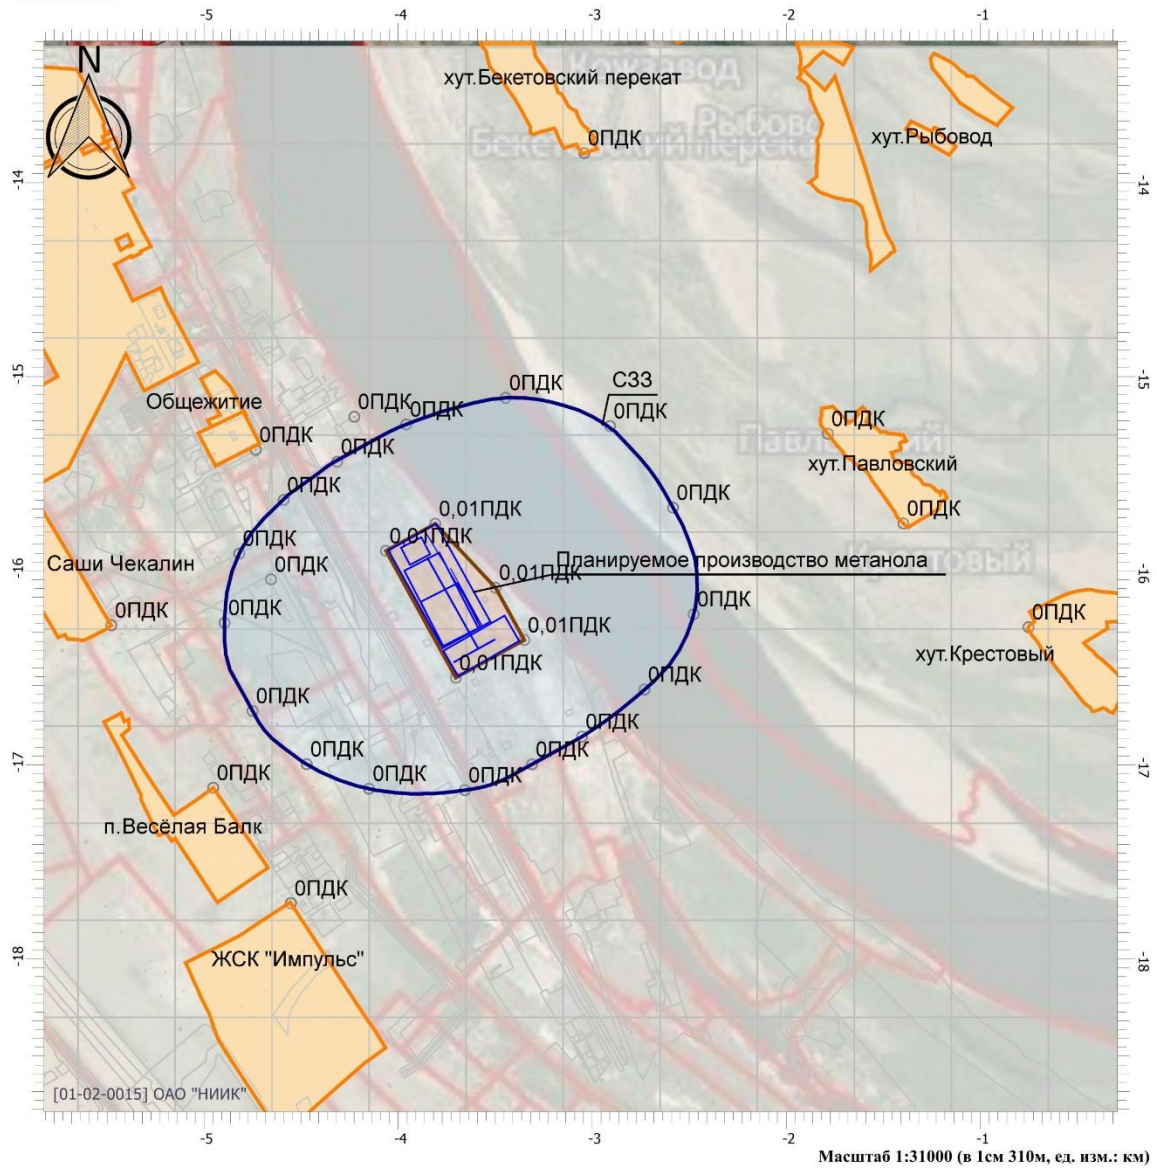 -5 -4 -3 -2 -1
N
Кожзавод
хут.Бекетовский перекат
0ПДК
хут.Рыбовод
-14 -14
-15 -15
СЗЗ
0ПДК
0ПДК
0ПДК
0ПДК
Общежитие
0ПДК
0ПДК
0ПДК
0ПДК
хут.Павловский
0ПДК
0ПДК
0,01ПДК
0ПДК
0,01ПДК
0ПДК
Планируемое производство метанола
Крестовый
Саши Чекалин
0ПДК
0,01ПДК
-16 -16
0ПДК
0ПДК
0ПДК
0ПДК
0,01ПДК
хут.Крестовый
0,01ПДК
0ПДК
0ПДК
0ПДК
0ПДК
0ПДК
-17 -17
0ПДК
0ПДК
0ПДК
п.Весёлая Балк
0ПДК
ЖСК "Импульс"
-18 -18
[01-02-0015] ОАО "НИИК"
-5 -4 -3 -2 -1
Масштаб 1:31000 (в 1см 310м, ед. изм.: км)